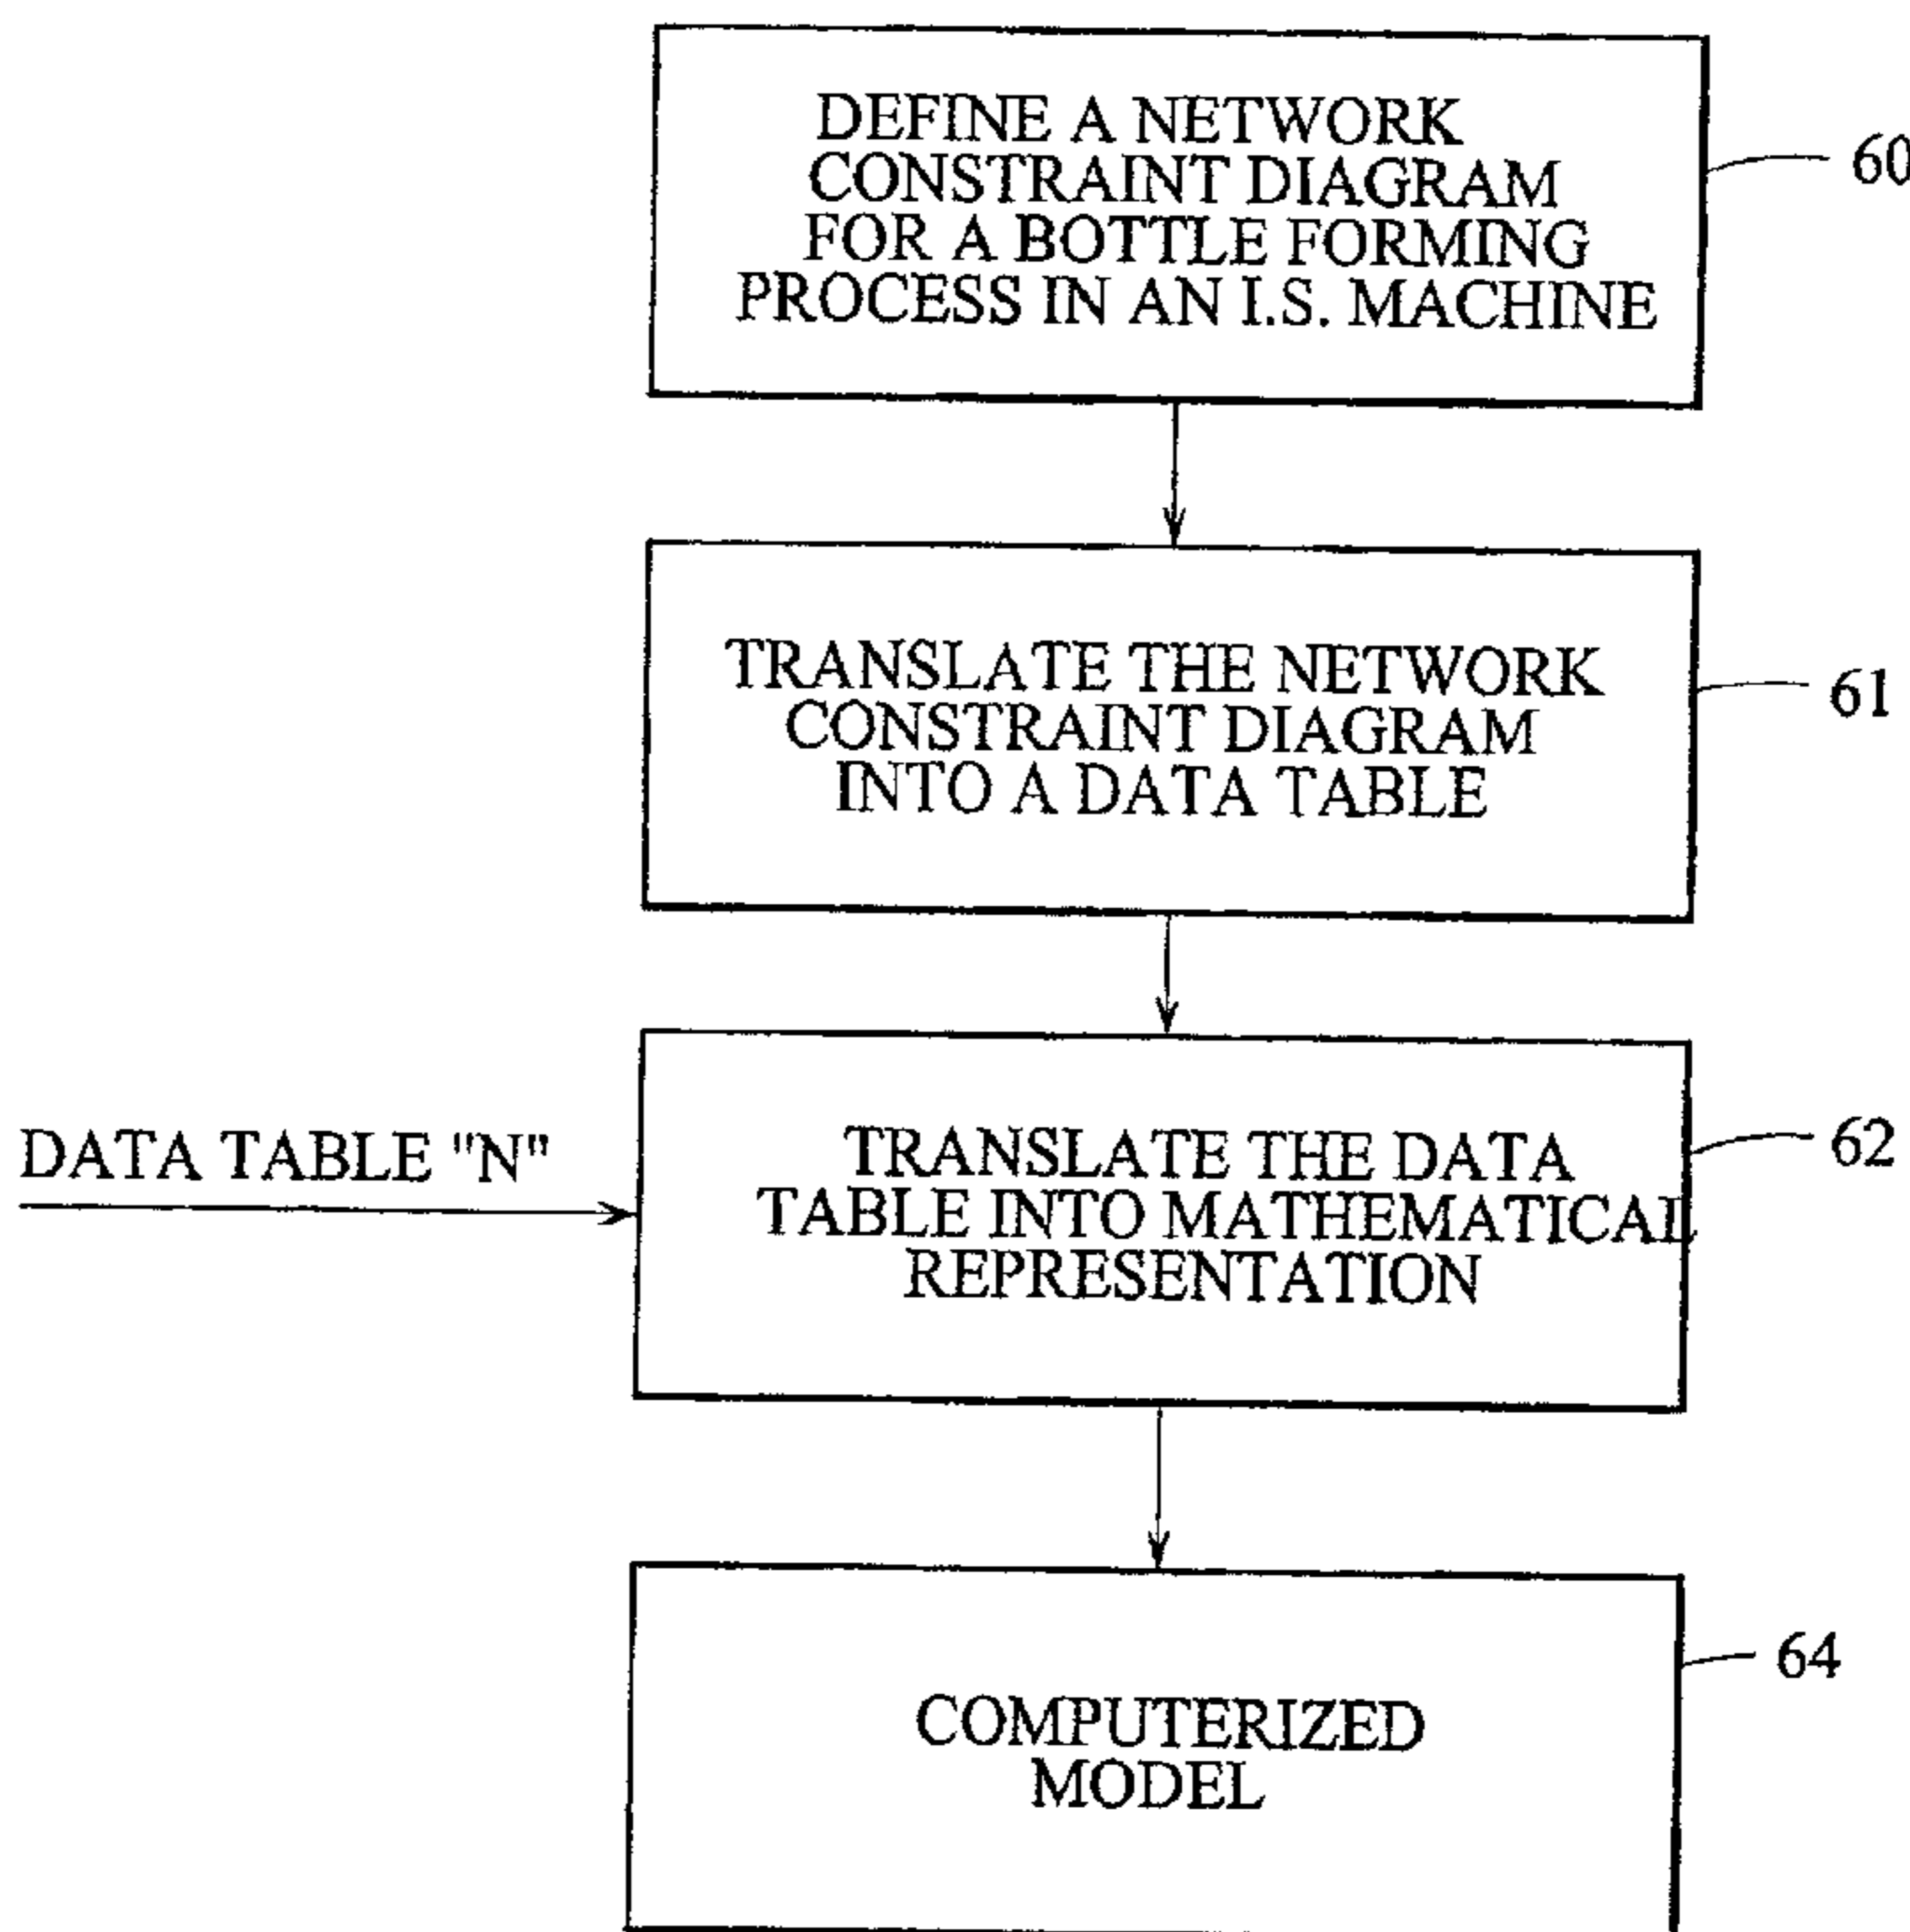 DEFINE A NETWORK
CONSTRAINT DIAGRAM
FOR A BOTTLE FORMING
PROCESS IN AN I.S. MACHINE
60
TRANSLATE THE NETWORK
CONSTRAINT DIAGRAM
INTO A DATA TABLE
61
DATA TABLE "N"
TRANSLATE THE DATA
TABLE INTO MATHEMATICAL
REPRESENTATION
62
COMPUTERIZED
MODEL
64